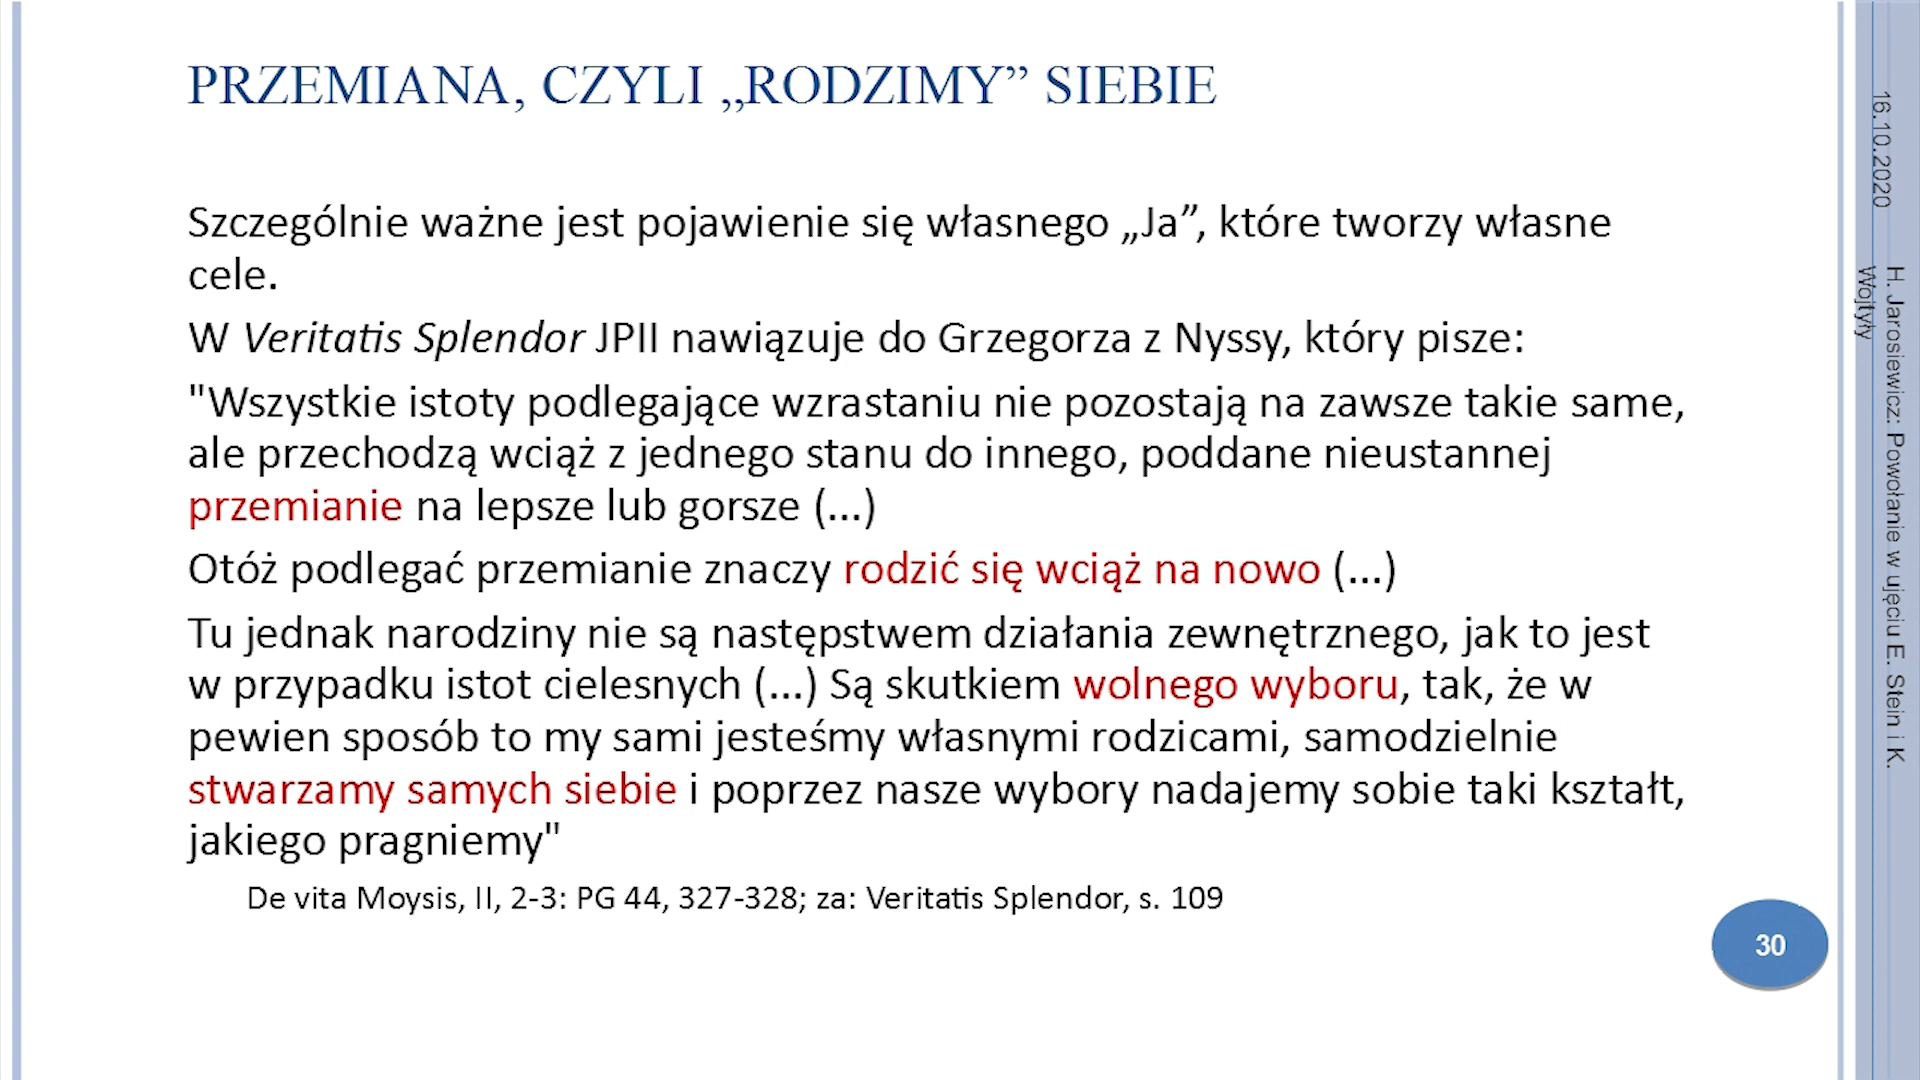 PRZEMIANA, CZYLI „RODZIMY” SIEBIE
Szczególnie ważne jest pojawienie się własnego „Ja”, które tworzy własne
cele.
W Veritatis Splendor JPII nawiązuje do Grzegorza z Nyssy, który pisze:
"Wszystkie istoty podlegające wzrastaniu nie pozostają na zawsze takie same,
ale przechodzą wciąż z jednego stanu do innego, poddane nieustannej
przemianie na lepsze lub gorsze (...)
Otóż podlegać przemianie znaczy rodzić się wciąż na nowo (...)
Tu jednak narodziny nie są następstwem działania zewnętrznego, jak to jest
w przypadku istot cielesnych (...) Są skutkiem wolnego wyboru, tak, że w
pewien sposób to my sami jesteśmy własnymi rodzicami, samodzielnie
stwarzamy samych siebie i poprzez nasze wybory nadajemy sobie taki kształt,
jakiego pragniemy"
De vita Moysis, II, 2-3: PG 44, 327-328; za: Veritatis Splendor, s. 109
16.10.2020
H. Jarosiewicz: Powołanie w ujęciu E. Stein i K.
Wojtyły
30